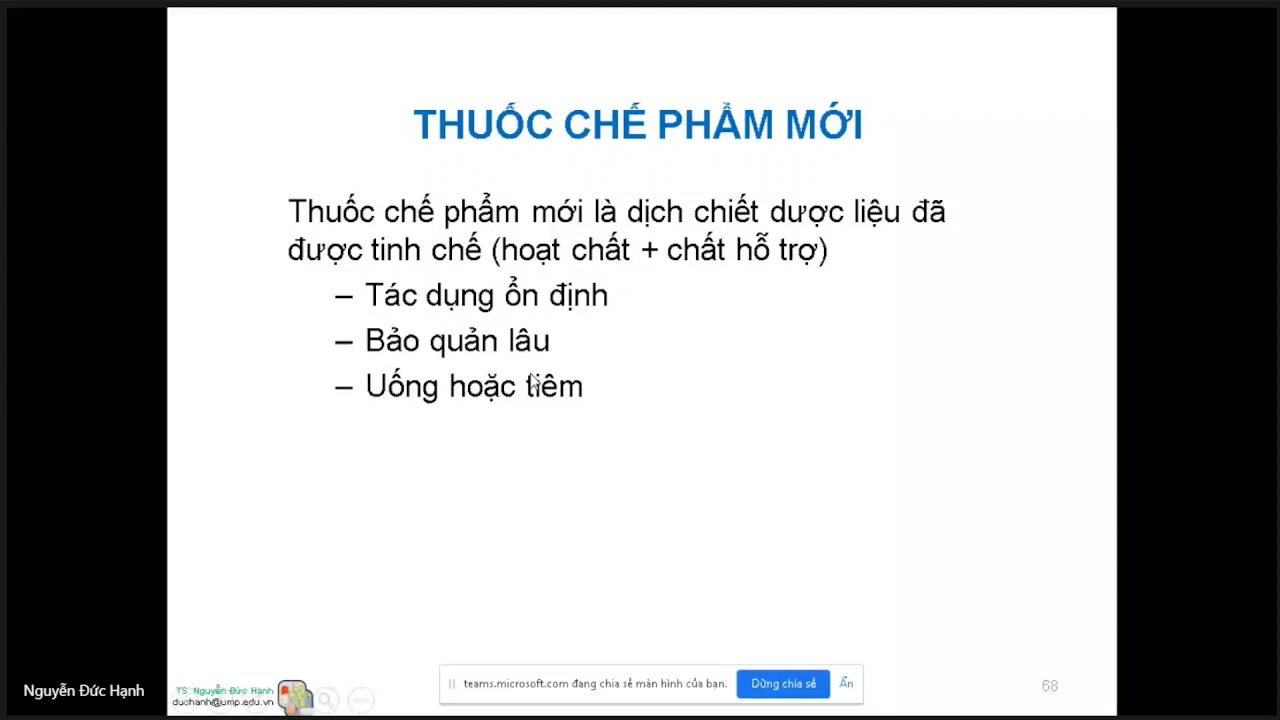 THUỐC CHẾ PHẨM MỚI
Thuốc chế phẩm mới là dịch chiết dược liệu đã
được tinh chế (hoạt chất + chất hỗ trợ)
– Tác dụng ổn định
– Bảo quản lâu
– Uống hoặc tiêm
teams.microsoft.com đang chia sẻ màn hình của bạn.
Dừng chia sẻ
Ẩn
68
Nguyễn Đức Hạnh
TS. Nguyễn Đức Hạnh
duchanh@ump.edu.vn